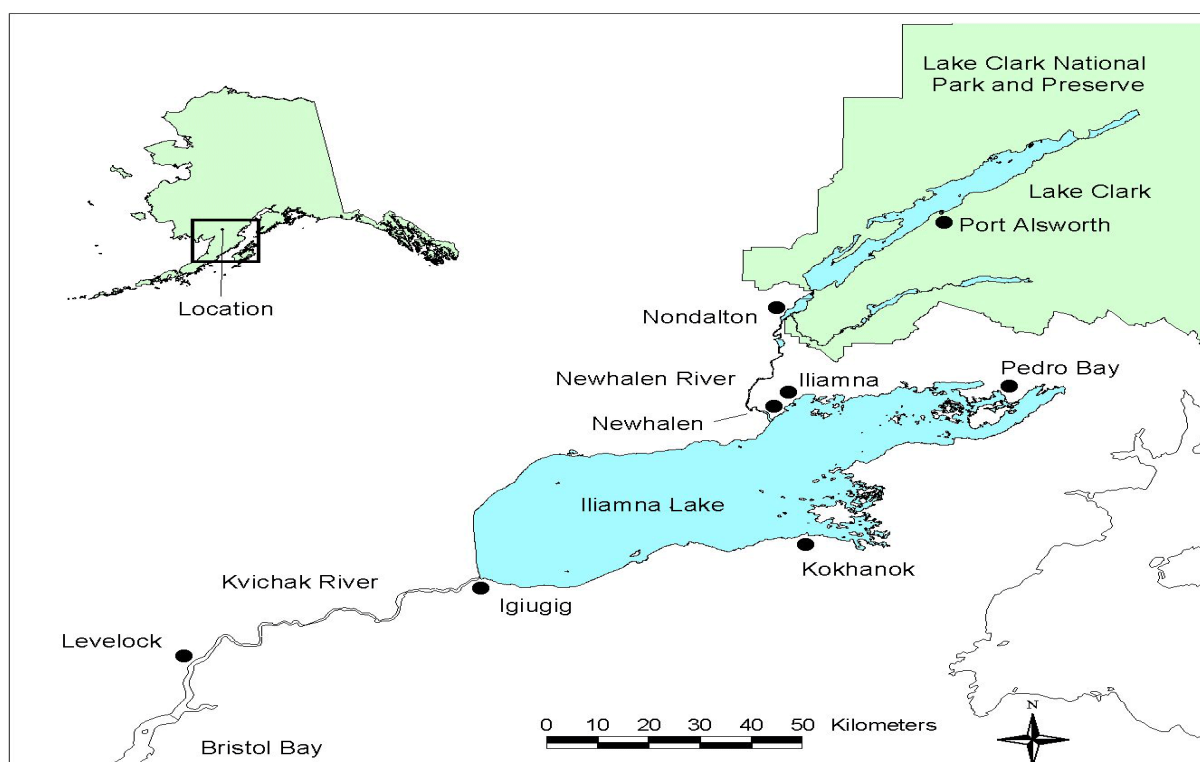 Lake Clark National
Park and Preserve
Lake Clark
Port Alsworth
Location
Nondalton
Newhalen River
Iliamna
Pedro Bay
Newhalen
Iliamna Lake
Kvichak River
Igiugig
Kokhanok
Levelock
Bristol Bay
0 10 20 30 40 50 Kilometers
N